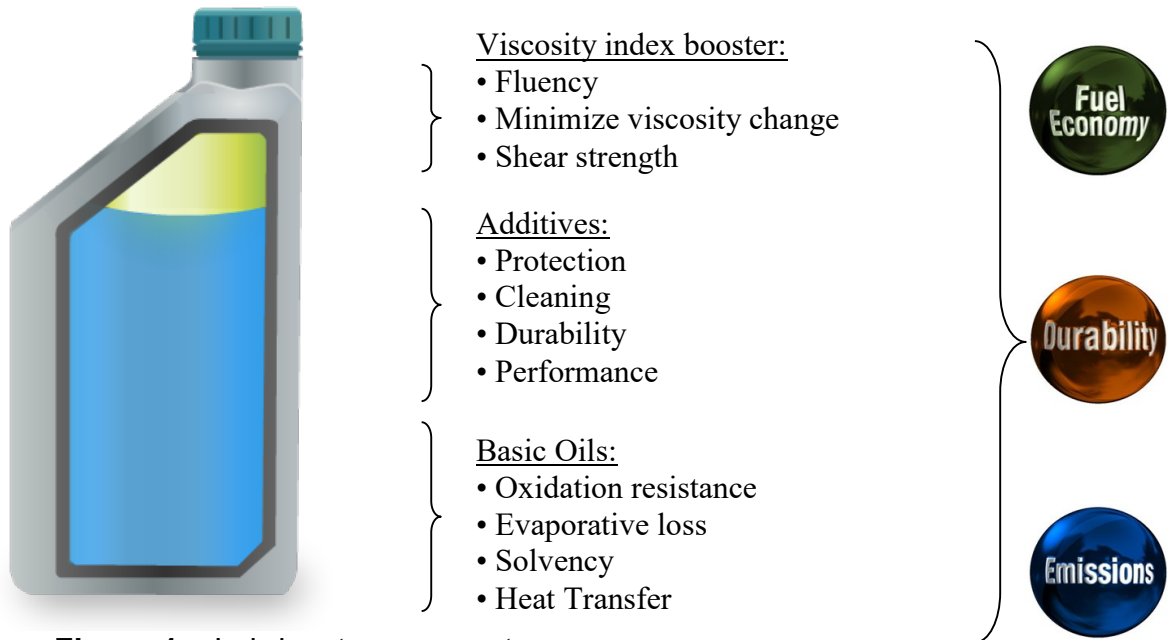 Viscosity index booster:
• Fluency
• Minimize viscosity change
• Shear strength
Additives:
• Protection
• Cleaning
• Durability
• Performance
Basic Oils:
• Oxidation resistance
• Evaporative loss
• Solvency
• Heat Transfer
Fuel
Economy
Durability
Emissions